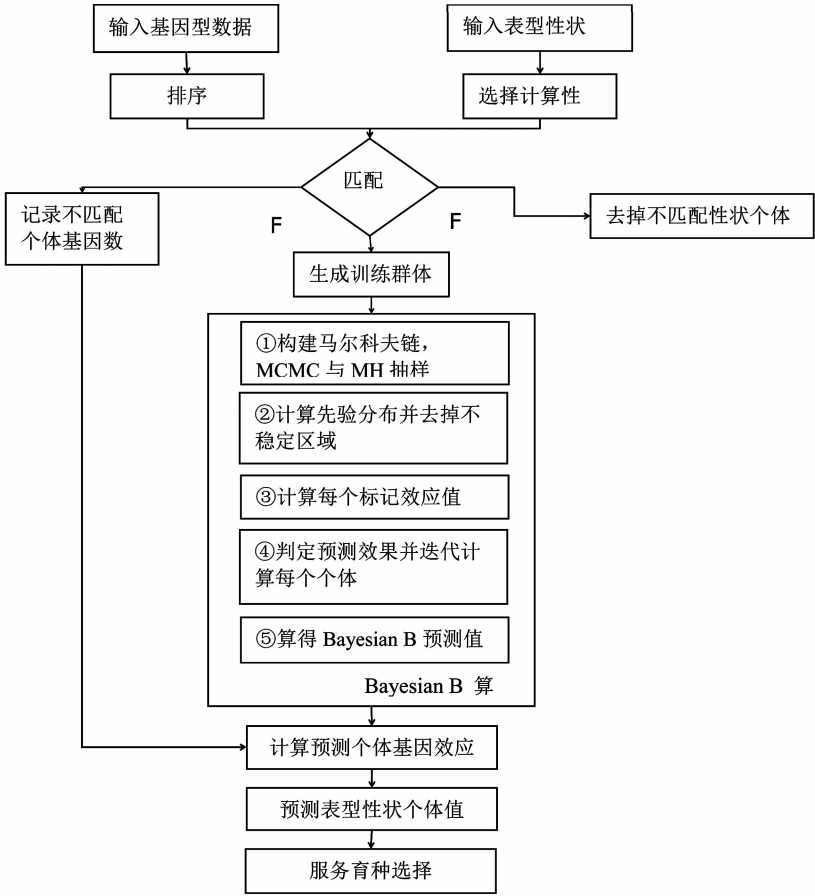 输入基因型数据
输入表型性状
排序
选择计算性
匹配
记录不匹配
个体基因数
F
F
去掉不匹配性状个体
生成训练群体
①构建马尔科夫链，
MCMC 与 MH 抽样
②计算先验分布并去掉不
稳定区域
③计算每个标记效应值
④判定预测效果并迭代计
算每个个体
⑤算得 Bayesian B 预测值
Bayesian B 算
计算预测个体基因效应
预测表型性状个体值
服务育种选择